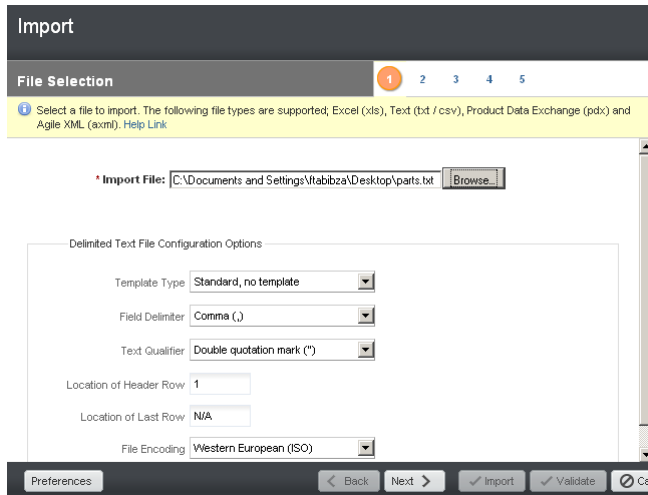 Import
File Selection 1 2 3 4 5
Select a file to import. The following file types are supported; Excel (xls), Text (txt / csv), Product Data Exchange (pdx) and
Agile XML (axml). Help Link
* Import File: C:\Documents and Settings\ftabibza\Desktop\parts.txt Browse...
Delimited Text File Configuration Options
Template Type Standard, no template
Field Delimiter Comma (,)
Text Qualifier Double quotation mark (")
Location of Header Row 1
Location of Last Row N/A
File Encoding Western European (ISO)
Preferences Back Next Import Validate Ca